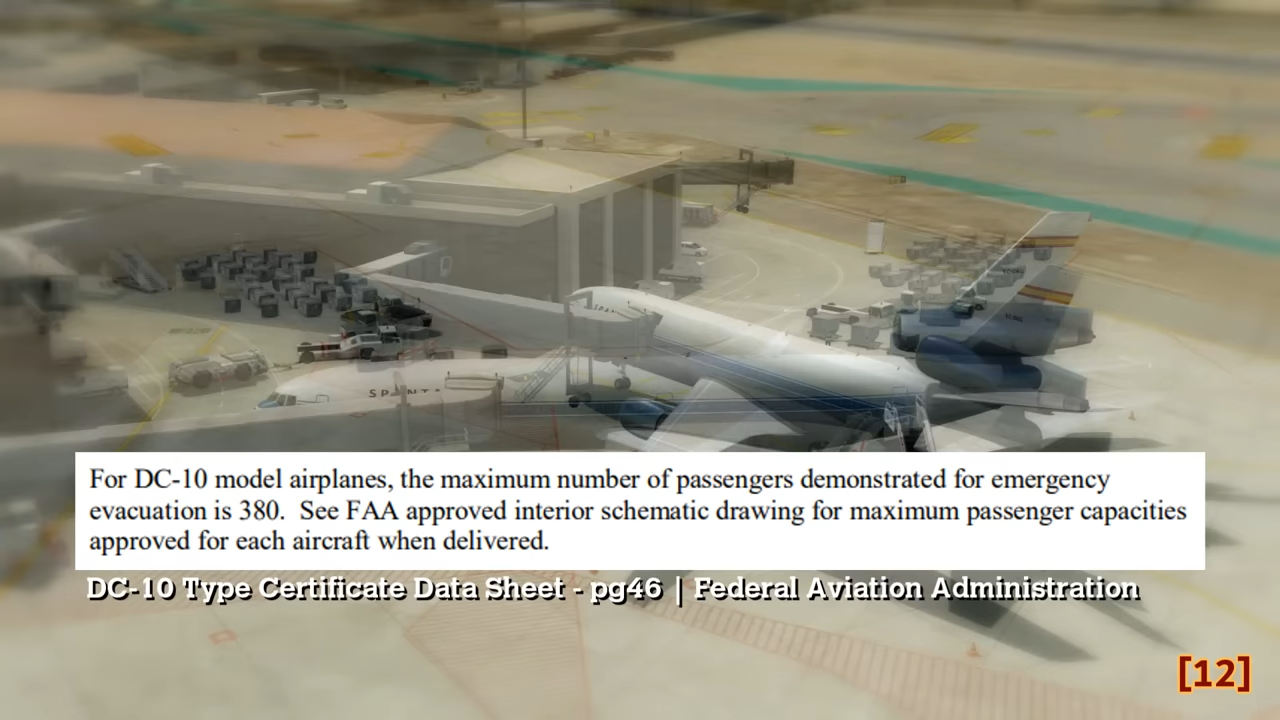 For DC-10 model airplanes, the maximum number of passengers demonstrated for emergency
evacuation is 380. See FAA approved interior schematic drawing for maximum passenger capacities
approved for each aircraft when delivered.
DC-10 Type Certificate Data Sheet - pg46 | Federal Aviation Administration
[12]